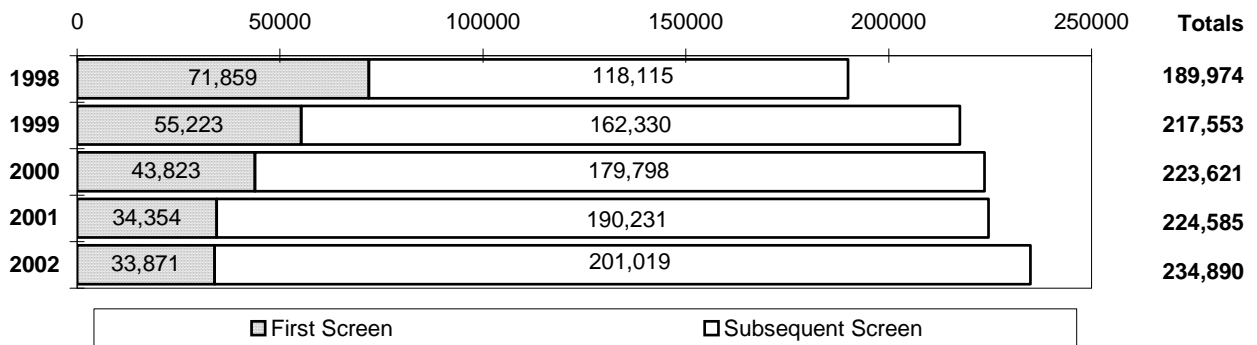 0 50000 100000 150000 200000 250000 Totals
1998 71,859 118,115 189,974
1999 55,223 162,330 217,553
2000 43,823 179,798 223,621
2001 34,354 190,231 224,585
2002 33,871 201,019 234,890
First Screen Subsequent Screen